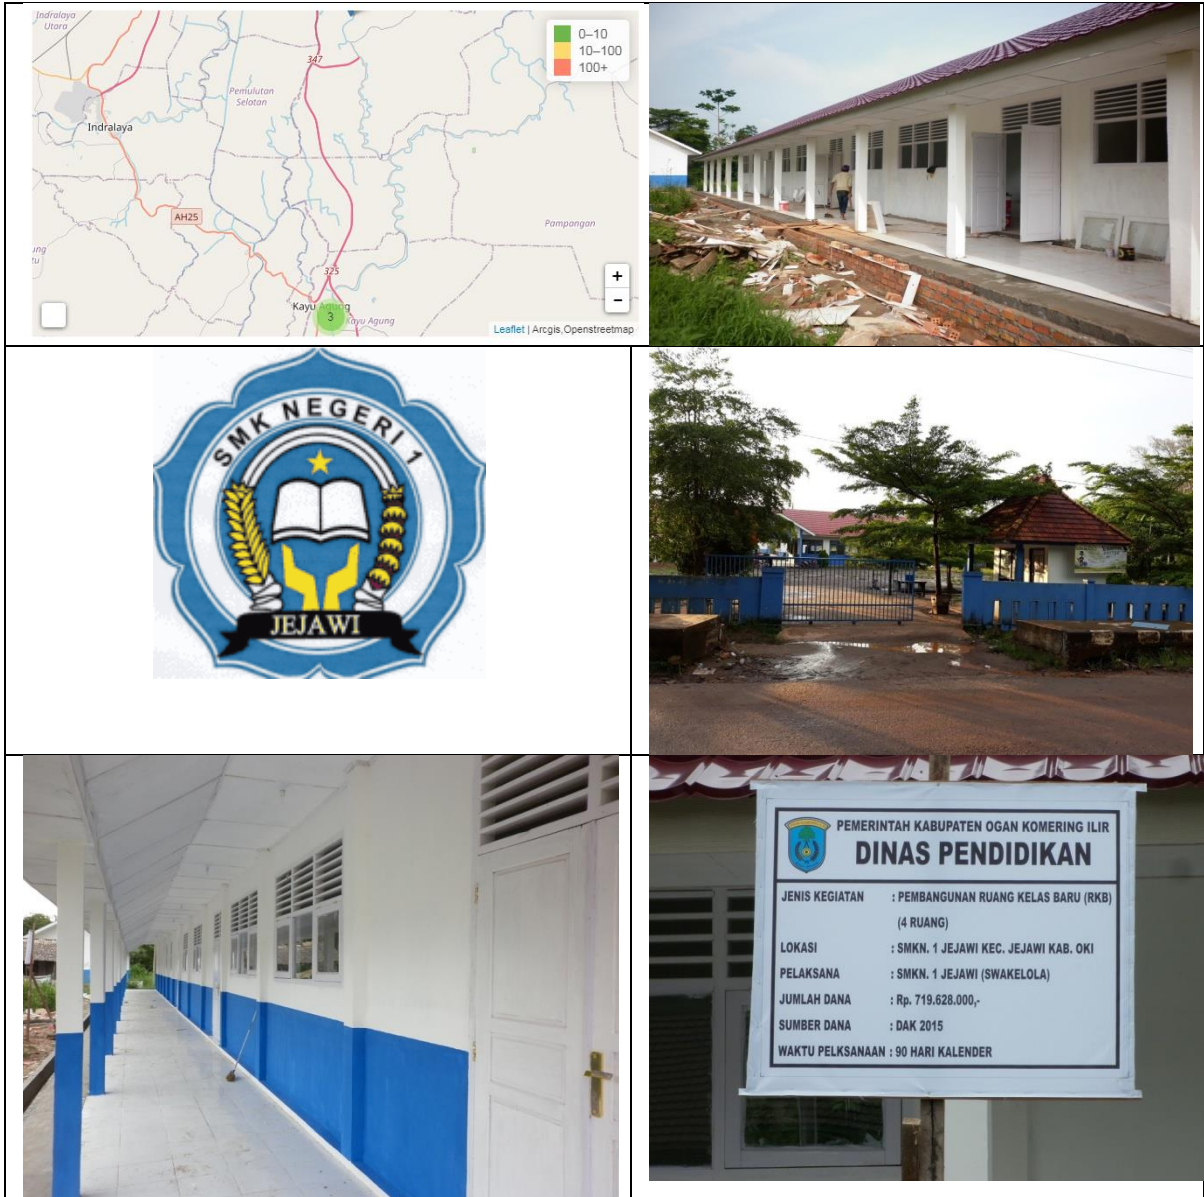 Indralaya
Utara
347
0–10
10–100
100+
Pemulutan
Selatan
Indralaya
AH25
Pampangan
325
Kayu Agung
3
Kayu Agung
+
−
Leaflet | Arcgis,Openstreetmap
SMK NEGERI 1
JEJAWI
PEMERINTAH KABUPATEN OGAN KOMERING ILIR
DINAS PENDIDIKAN
JENIS KEGIATAN : PEMBANGUNAN RUANG KELAS BARU (RKB)
(4 RUANG)
LOKASI : SMKN. 1 JEJAWI KEC. JEJAWI KAB. OKI
PELAKSANA : SMKN. 1 JEJAWI (SWAKELOLA)
JUMLAH DANA : Rp. 719.628.000,-
SUMBER DANA : DAK 2015
WAKTU PELKSANAAN : 90 HARI KALENDER